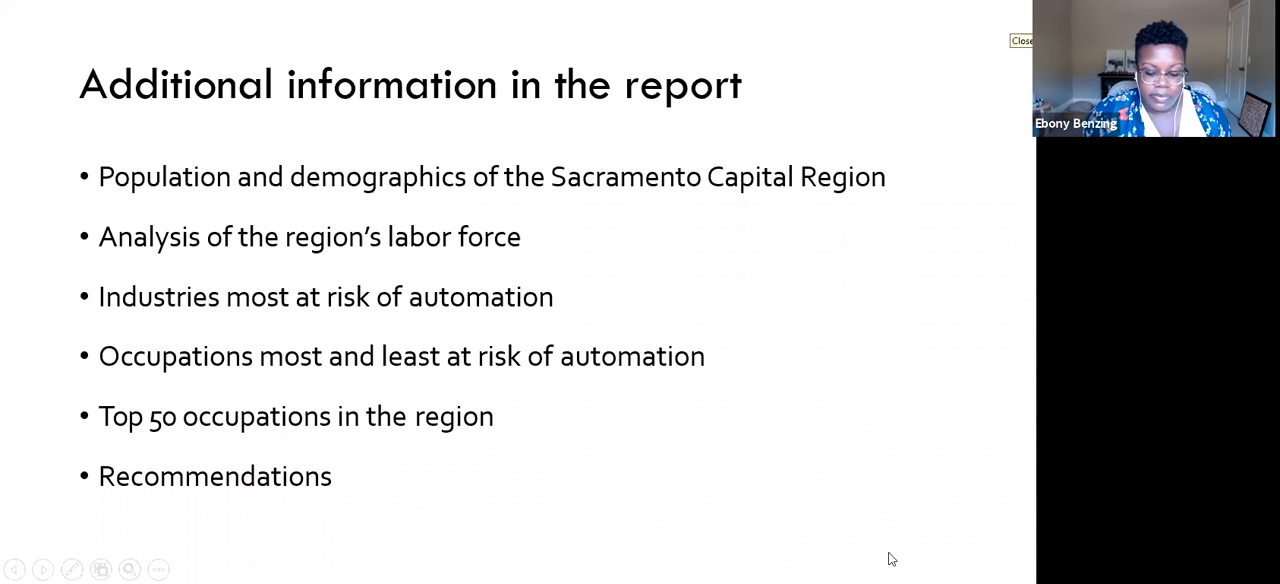 Close
Additional information in the report
• Population and demographics of the Sacramento Capital Region
• Analysis of the region’s labor force
• Industries most at risk of automation
• Occupations most and least at risk of automation
• Top 50 occupations in the region
• Recommendations
Ebony Benzing